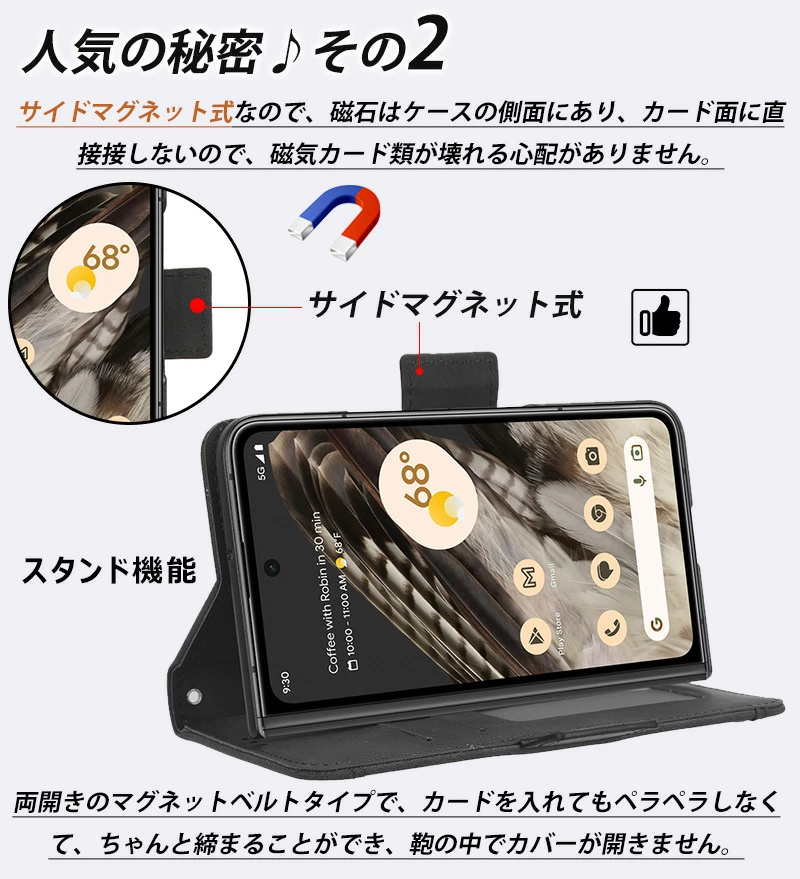 人気の秘密♪その2
サイドマグネット式なので、磁石はケースの側面にあり、カード面に直
接接しないので、磁気カード類が壊れる心配がありません。
68°
サイドマグネット式
5G
68°
Coffee with Robin in 30 min
10:00 - 11:00 AM 68°F
9:30
Gmail
Play Store
G
スタンド機能
両開きのマグネットベルトタイプで、カードを入れてもペラペラしなく
て、ちゃんと締まることができ、鞄の中でカバーが開きません。